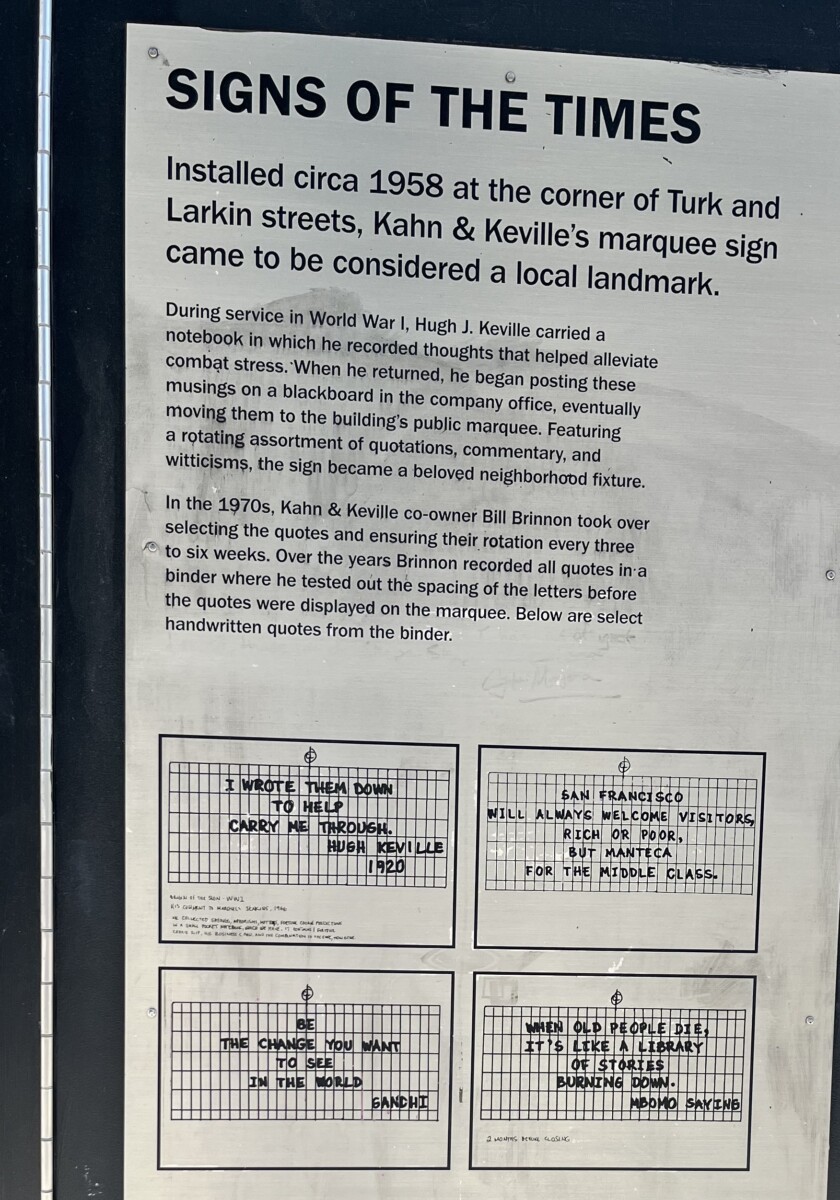 SIGNS OF THE TIMES
Installed circa 1958 at the corner of Turk and
Larkin streets, Kahn & Keville's marquee sign
came to be considered a local landmark.
During service in World War I, Hugh J. Keville carried a
notebook in which he recorded thoughts that helped alleviate
combat stress. When he returned, he began posting these
musings on a blackboard in the company office, eventually
moving them to the building's public marquee. Featuring
a rotating assortment of quotations, commentary, and
witticisms, the sign became a beloved neighborhood fixture.
In the 1970s, Kahn & Keville co-owner Bill Brinnon took over
selecting the quotes and ensuring their rotation every three
to six weeks. Over the years Brinnon recorded all quotes in a
binder where he tested out the spacing of the letters before
the quotes were displayed on the marquee. Below are select
handwritten quotes from the binder.
I WROTE THEM DOWN
TO HELP
CARRY ME THROUGH.
HUGH KEVILLE
1920
SAN FRANCISCO
WILL ALWAYS WELCOME VISITORS,
RICH OR POOR,
BUT MANTECA
FOR THE MIDDLE CLASS.
BE
THE CHANGE YOU WANT
TO SEE
IN THE WORLD
GANDHI
WHEN OLD PEOPLE DIE,
IT'S LIKE A LIBRARY
OF STORIES
BURNING DOWN.
MBOMO SAYING
2 MONTHS BEFORE CLOSING